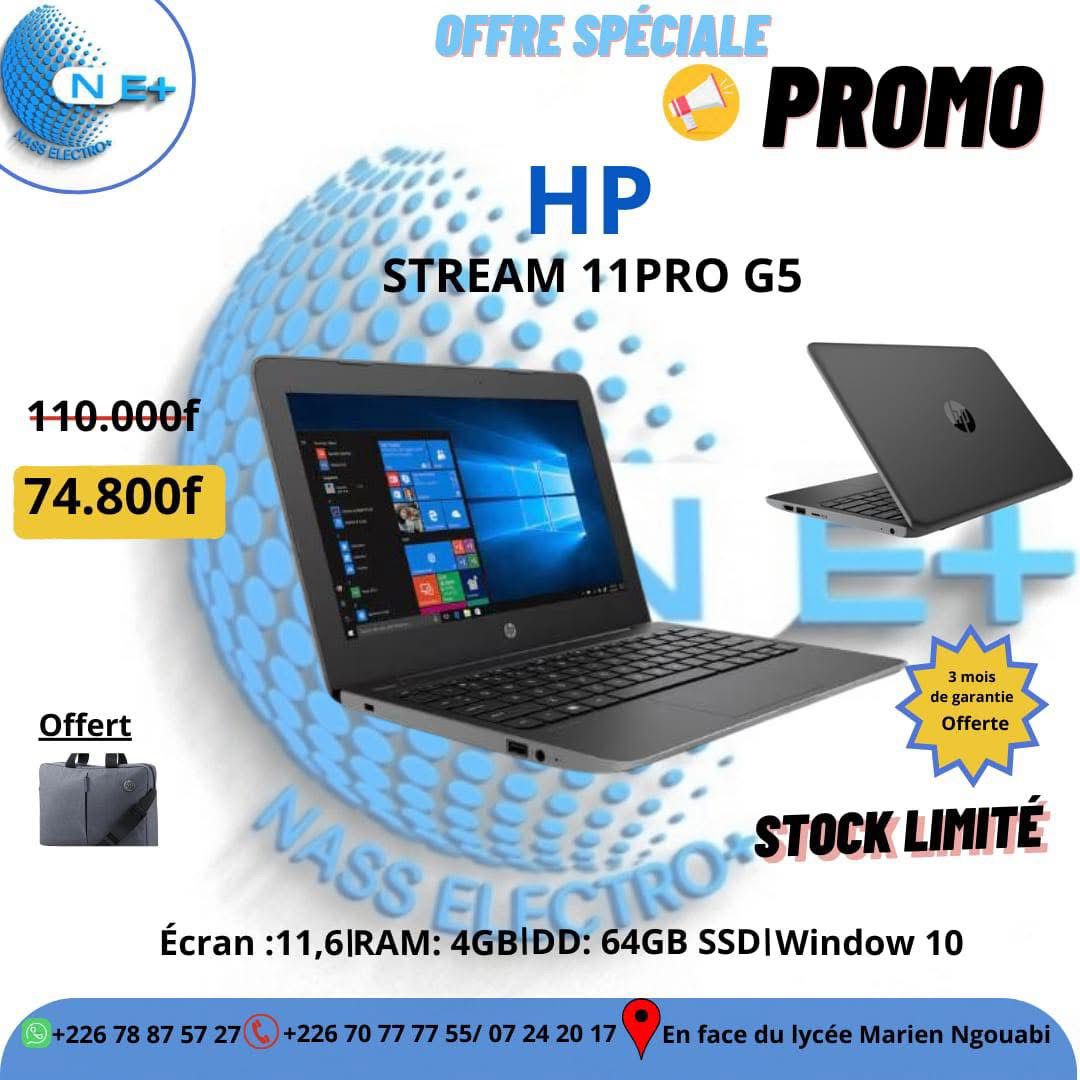 N E+
NASS ELECTRO+
OFFRE SPÉCIALE
PROMO
HP
STREAM 11PRO G5
110.000f
74.800f
N E+
3 mois
de garantie
Offerte
Offert
STOCK LIMITÉ
NASS ELECTRO+
Écran :11,6|RAM: 4GB|DD: 64GB SSD|Window 10
+226 78 87 57 27 +226 70 77 77 55/ 07 24 20 17 En face du lycée Marien Ngouabi